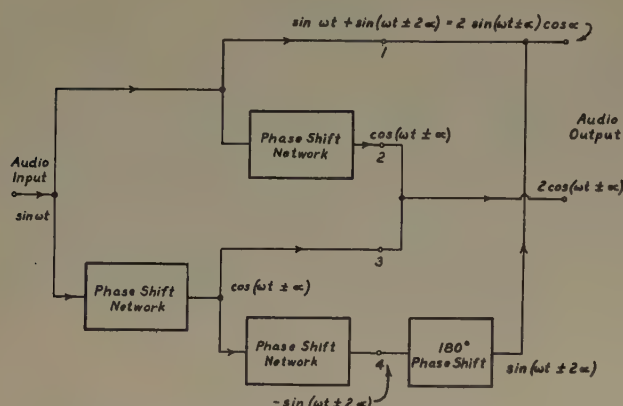 sin ωt + sin(ωt ± 2α) = 2 sin(ωt ± α) cos α
1
Phase Shift
Network
cos(ωt ± α)
2
Audio
Output
Audio
Input
sin ωt
2 cos(ωt ± α)
3
Phase Shift
Network
cos(ωt ± α)
Phase Shift
Network
4
180°
Phase Shift
sin(ωt ± 2α)
- sin(ωt ± 2α)